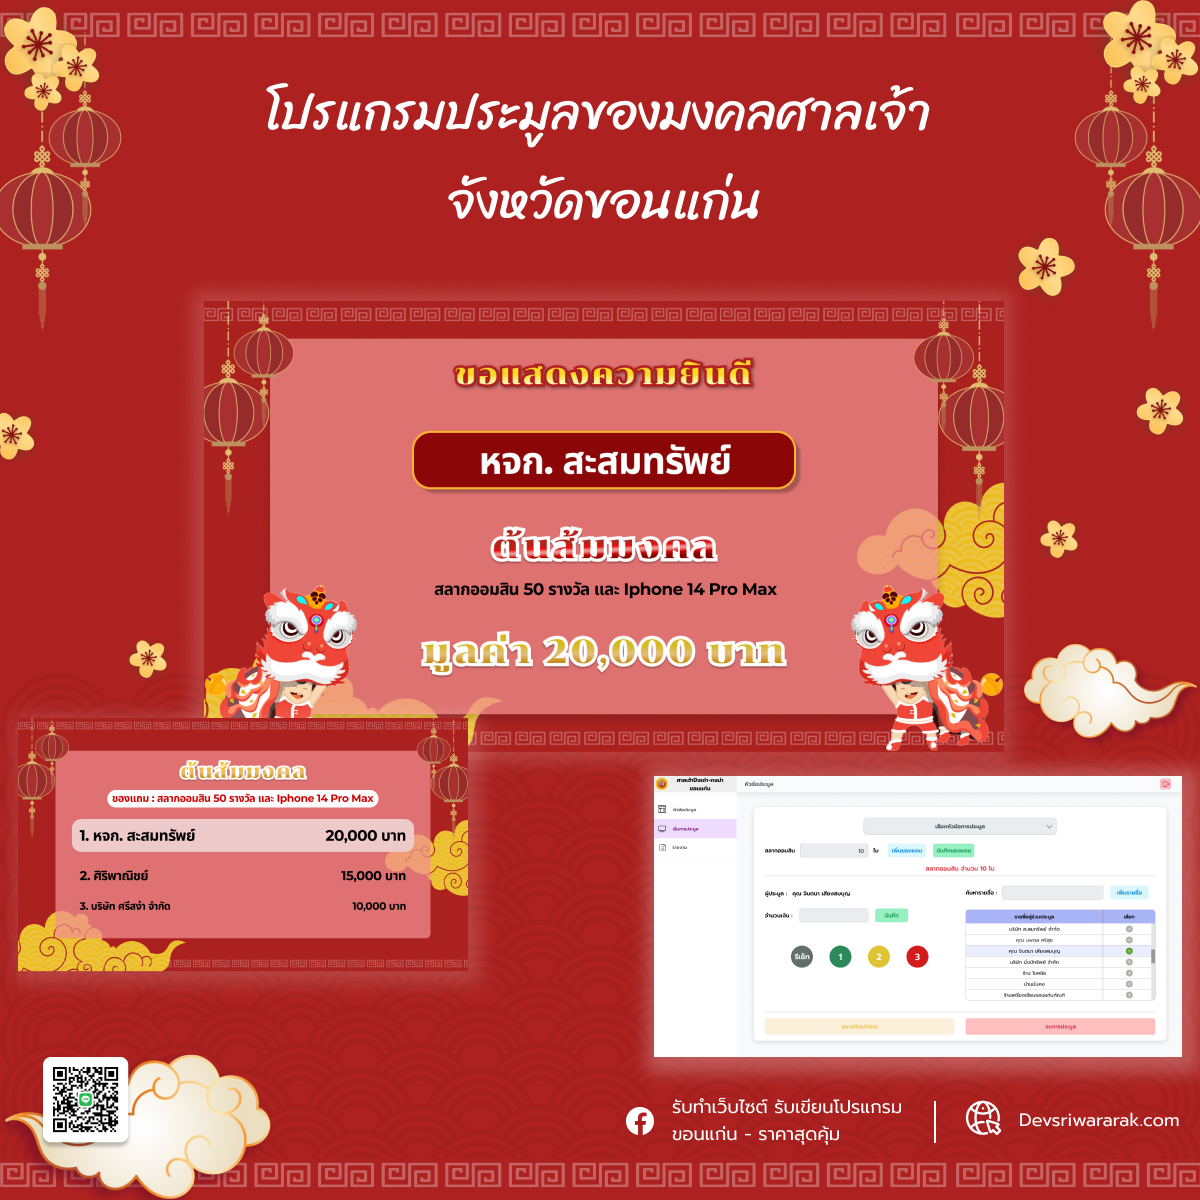 โปรแกรมประมูลของมงคลศาลเจ้า
จังหวัดขอนแก่น
ขอแสดงความยินดี
หจก. สะสมทรัพย์
ต้นส้มมงคล
สลากออมสิน 50 รางวัล และ Iphone 14 Pro Max
มูลค่า 20,000 บาท
ต้นส้มมงคล
ของแถม : สลากออมสิน 50 รางวัล และ Iphone 14 Pro Max
1. หจก. สะสมทรัพย์ 20,000 บาท
2. ศิริพาณิชย์ 15,000 บาท
3. บริษัท ศรีสง่า จำกัด 10,000 บาท
ศาลเจ้าปึงเถ่า-กงม่า
ขอนแก่น
หัวข้อประมูล
หัวข้อประมูล
เริ่มการประมูล
รายงาน
เลือกหัวข้อการประมูล
สลากออมสิน 10 ใบ เพิ่มของแถม บันทึกของแถม
สลากออมสิน จำนวน 10 ใบ
ผู้ประมูล : คุณ จินตนา เสียงสมบุญ
ค้นหารายชื่อ : เพิ่มรายชื่อ
จำนวนเงิน : บันทึก
รีเซ็ท 1 2 3
รายชื่อผู้ร่วมประมูล เลือก
บริษัท สะสมทรัพย์ จำกัด
คุณ นพดล ศรีสุข
คุณ จินตนา เสียงสมบุญ
บริษัท มั่งมีทรัพย์ จำกัด
ร้าน โชคชัย
ร้านเครื่องเขียนขอนแก่นภัณฑ์
จบการประมูล
รับทำเว็บไซต์ รับเขียนโปรแกรม
ขอนแก่น - ราคาสุดคุ้ม
Devsriwararak.com